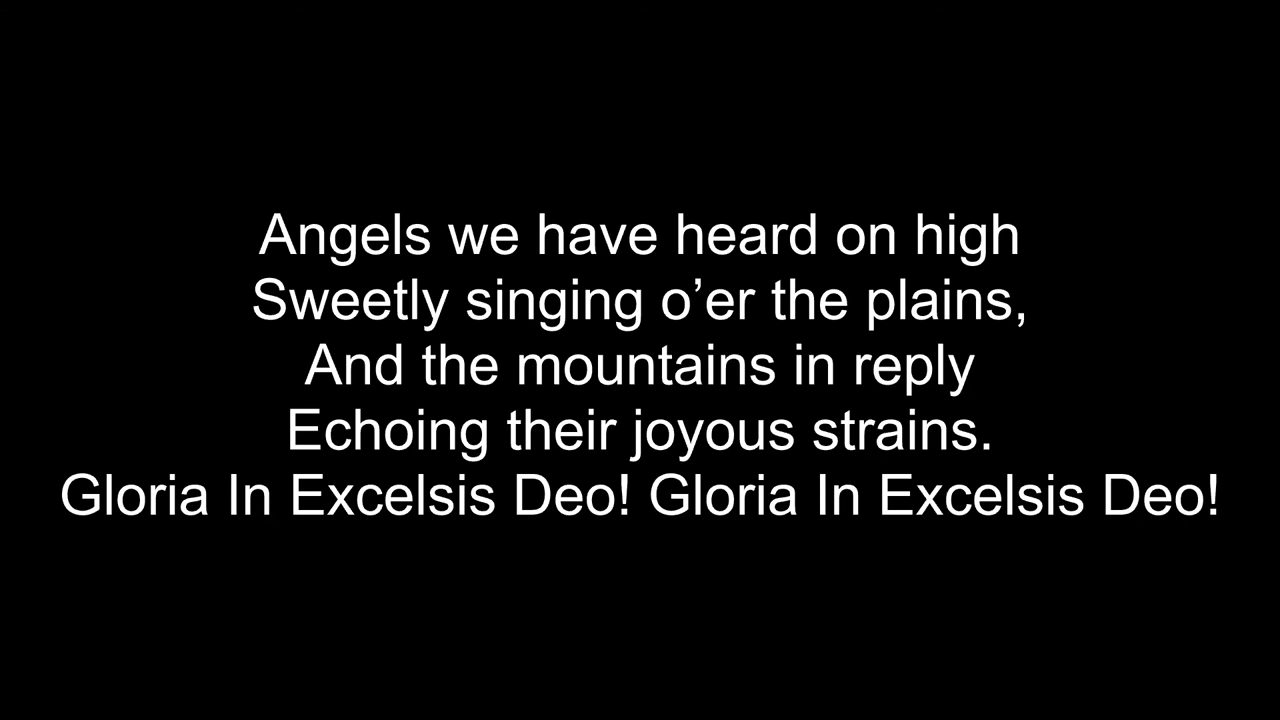 Angels we have heard on high
Sweetly singing o’er the plains,
And the mountains in reply
Echoing their joyous strains.
Gloria In Excelsis Deo! Gloria In Excelsis Deo!